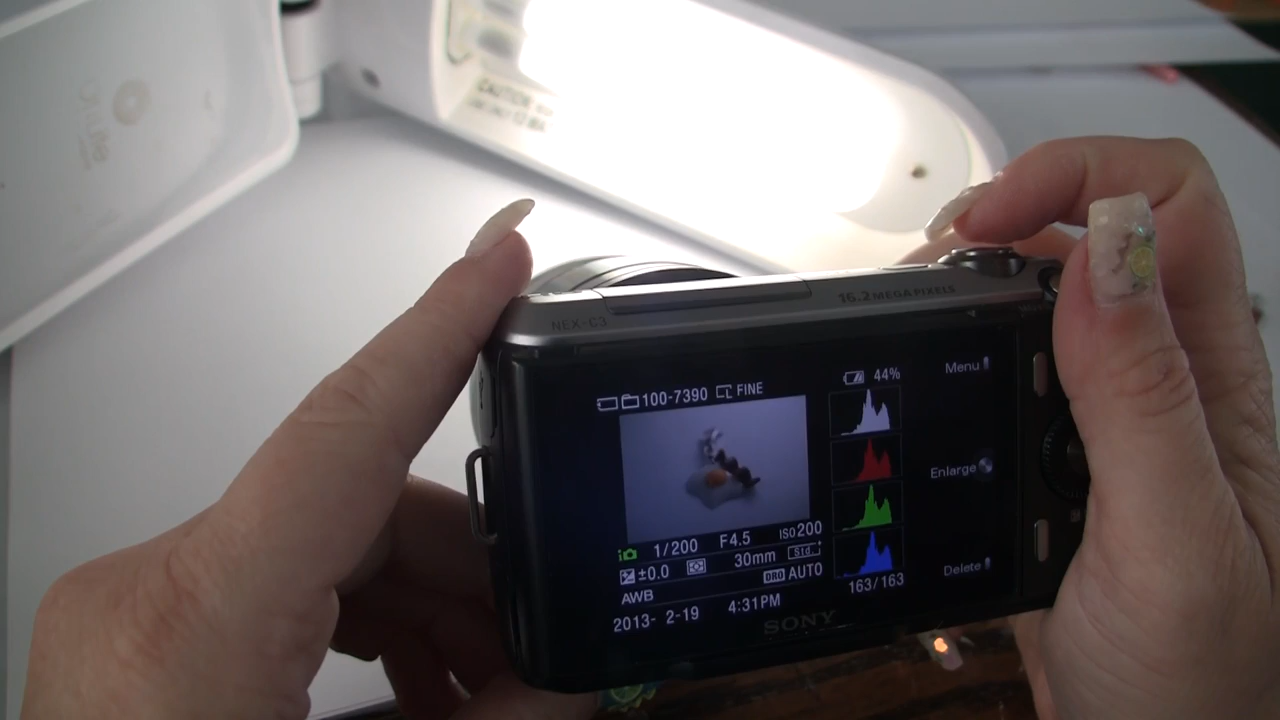 Ottlite
CAUTION
16.2 MEGA PIXELS
NEX-C3
44%
Menu
100-7390 L FINE
Enlarge
1/200 F4.5 ISO200
±0.0 30mm Std.
DRO AUTO
AWB
163/163
Delete
2013- 2-19 4:31PM
SONY